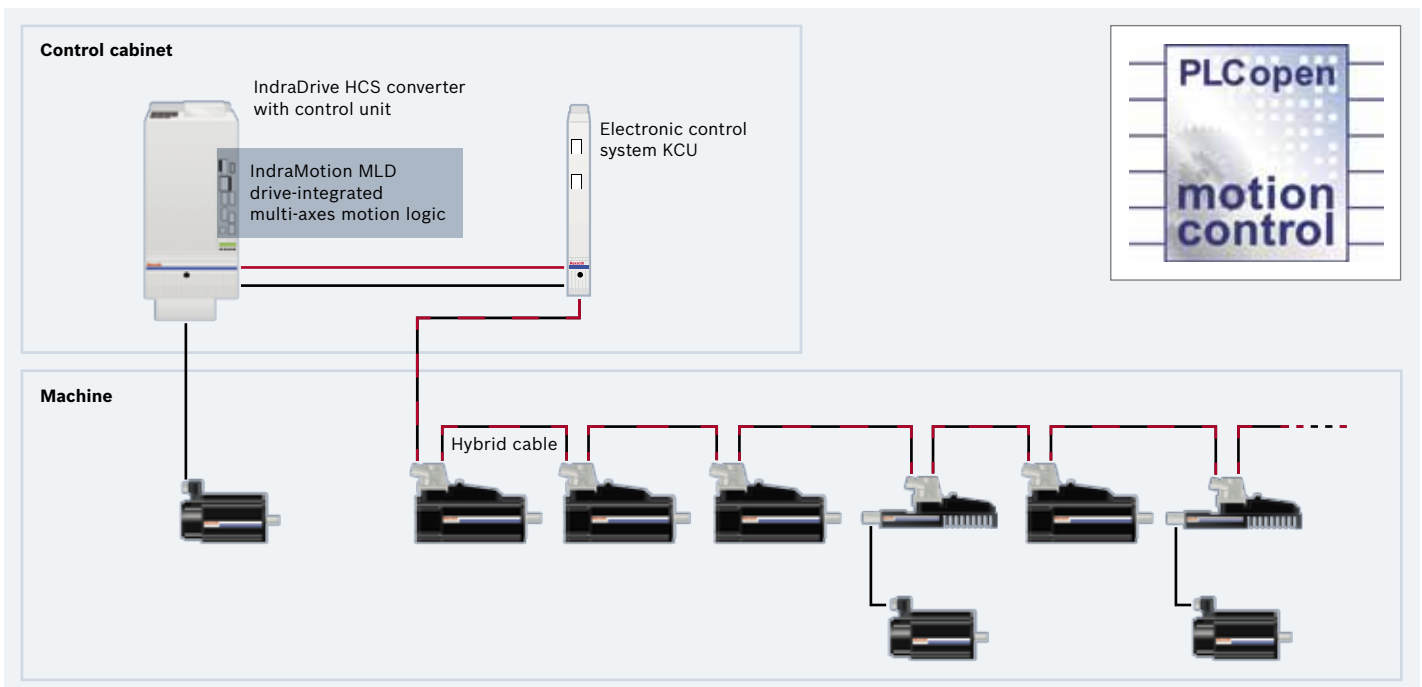 Control cabinet
IndraDrive HCS converter
with control unit
IndraMotion MLD
drive-integrated
multi-axes motion logic
Electronic control
system KCU
PLCopen
motion
control
Machine
Hybrid cable